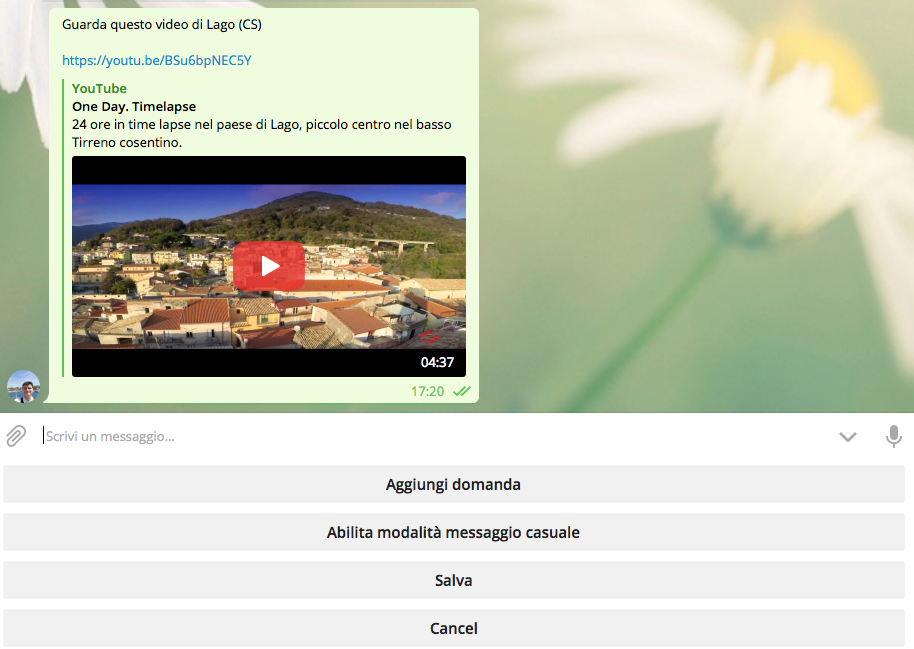 Guarda questo video di Lago (CS)
https://youtu.be/BSu6bpNEC5Y
YouTube
One Day. Timelapse
24 ore in time lapse nel paese di Lago, piccolo centro nel basso
Tirreno cosentino.
04:37
17:20
Scrivi un messaggio...
Aggiungi domanda
Abilita modalità messaggio casuale
Salva
Cancel